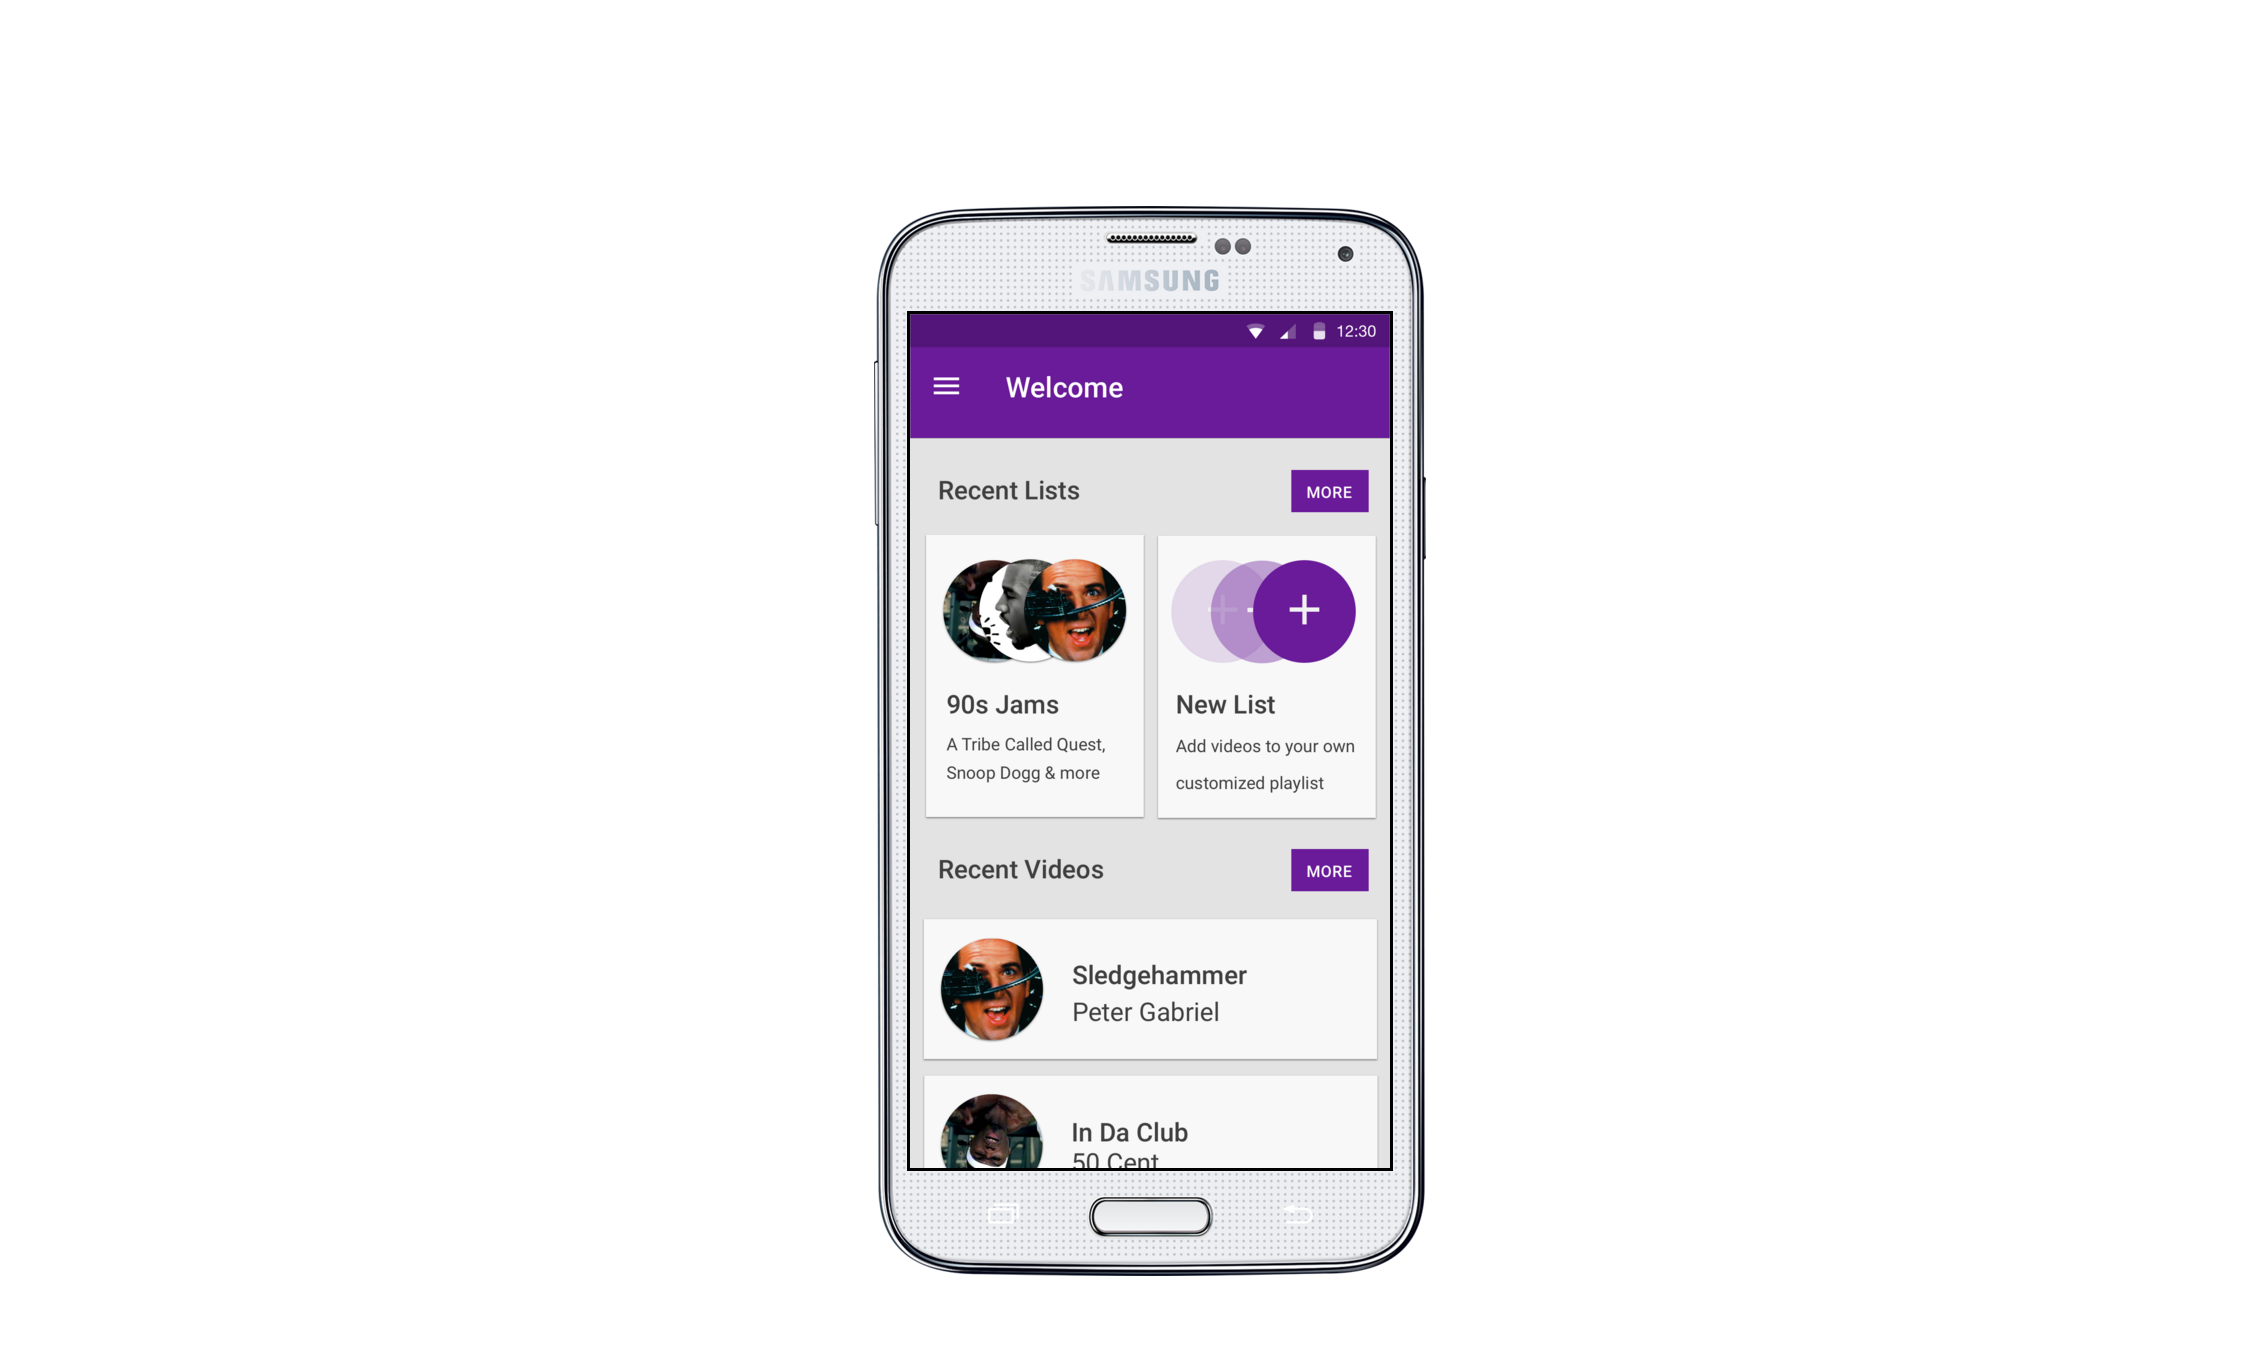 SAMSUNG
12:30
Welcome
Recent Lists
MORE
90s Jams
A Tribe Called Quest,
Snoop Dogg & more
New List
Add videos to your own
customized playlist
Recent Videos
MORE
Sledgehammer
Peter Gabriel
In Da Club
50 Cent